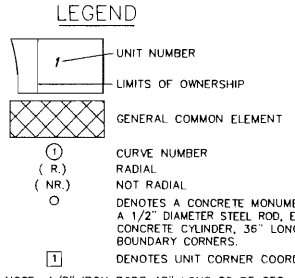 LEGEND
1
UNIT NUMBER
LIMITS OF OWNERSHIP
GENERAL COMMON ELEMENT
1 CURVE NUMBER
( R.) RADIAL
( NR.) NOT RADIAL
O DENOTES A CONCRETE MONUME
A 1/2" DIAMETER STEEL ROD, E
CONCRETE CYLINDER, 36" LONG
BOUNDARY CORNERS.
1 DENOTES UNIT CORNER COORD